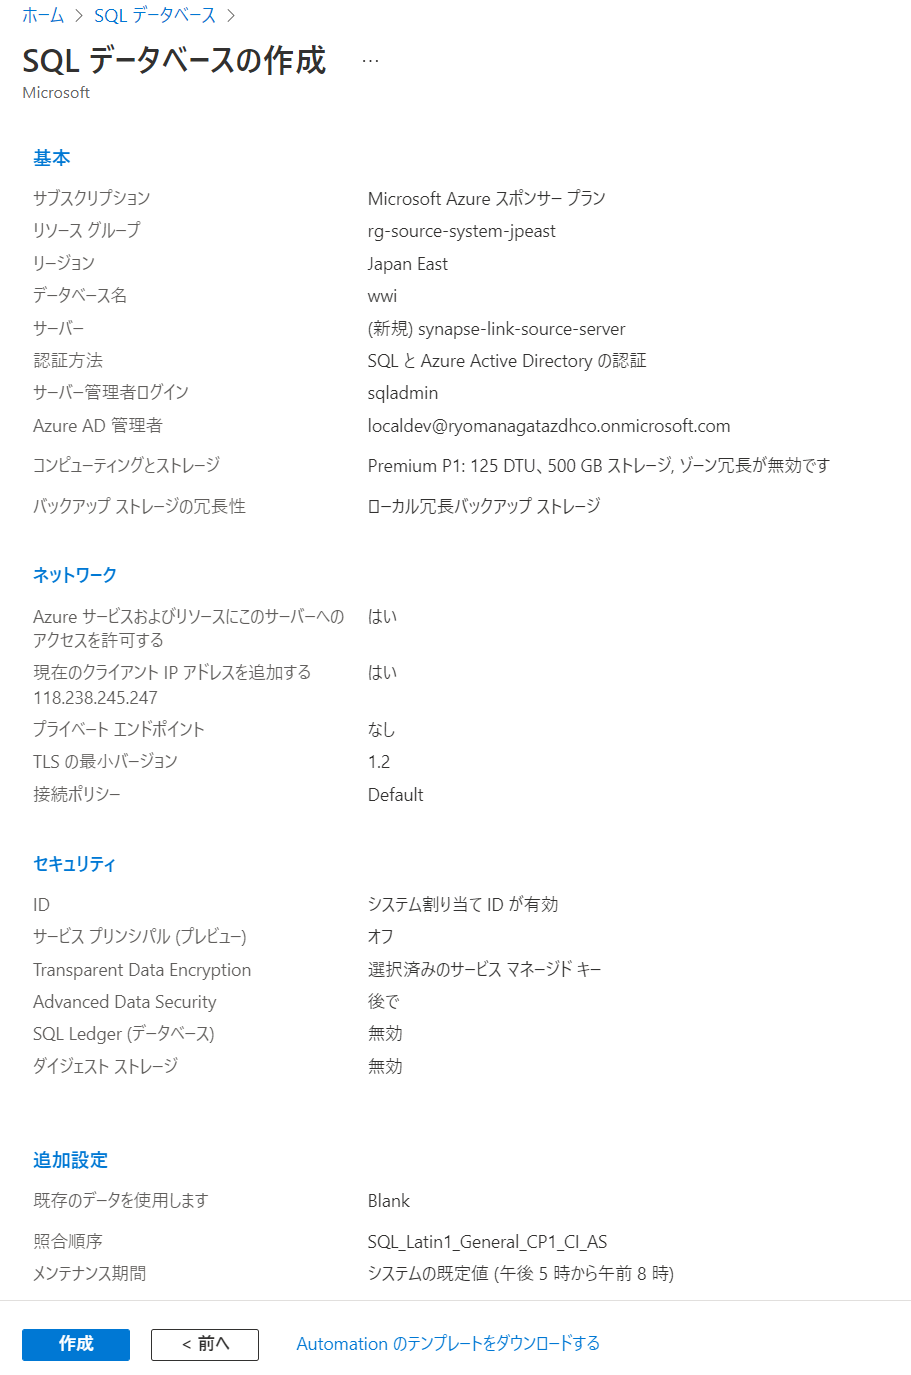 ホーム > SQL データベース >
SQL データベースの作成 ...
Microsoft
基本
サブスクリプション Microsoft Azure スポンサー プラン
リソース グループ rg-source-system-jpeast
リージョン Japan East
データベース名 wwi
サーバー (新規) synapse-link-source-server
認証方法 SQL と Azure Active Directory の認証
サーバー管理者ログイン sqladmin
Azure AD 管理者 localdev@ryomanagatazdhco.onmicrosoft.com
コンピューティングとストレージ Premium P1: 125 DTU、500 GB ストレージ, ゾーン冗長が無効です
バックアップ ストレージの冗長性 ローカル冗長バックアップ ストレージ
ネットワーク
Azure サービスおよびリソースにこのサーバーへの はい
アクセスを許可する
現在のクライアント IP アドレスを追加する はい
118.238.245.247
プライベート エンドポイント なし
TLS の最小バージョン 1.2
接続ポリシー Default
セキュリティ
ID システム割り当て ID が有効
サービス プリンシパル (プレビュー) オフ
Transparent Data Encryption 選択済みのサービス マネージド キー
Advanced Data Security 後で
SQL Ledger (データベース) 無効
ダイジェスト ストレージ 無効
追加設定
既存のデータを使用します Blank
照合順序 SQL_Latin1_General_CP1_CI_AS
メンテナンス期間 システムの既定値 (午後 5 時から午前 8 時)
作成 < 前へ Automation のテンプレートをダウンロードする